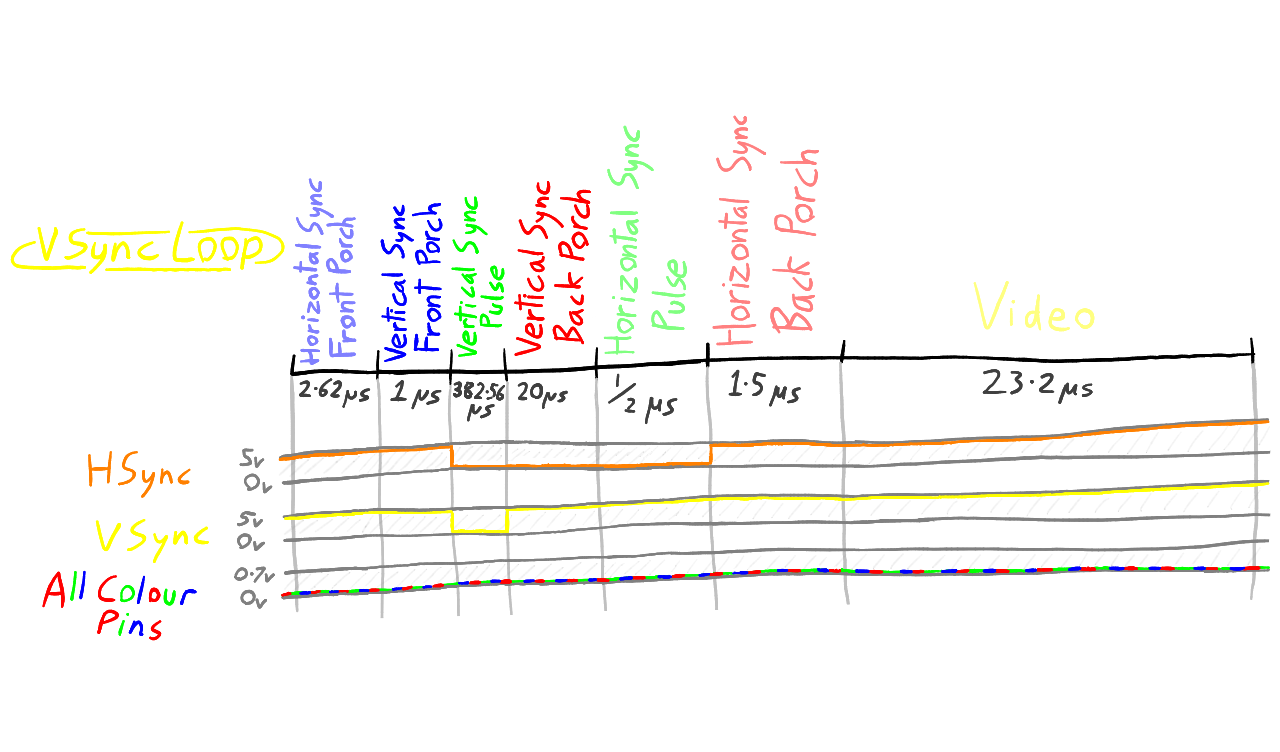 VSync Loop
Horizontal Sync
Front Porch
Vertical Sync
Front Porch
Vertical Sync
Pulse
Vertical Sync
Back Porch
Horizontal Sync
Pulse
Horizontal Sync
Back Porch
Video
2.62μs
1μs
382.56
μs
20μs
1/2 μs
1.5μs
23.2μs
HSync
5v
0v
VSync
5v
0v
All Colour
Pins
0.7v
0v